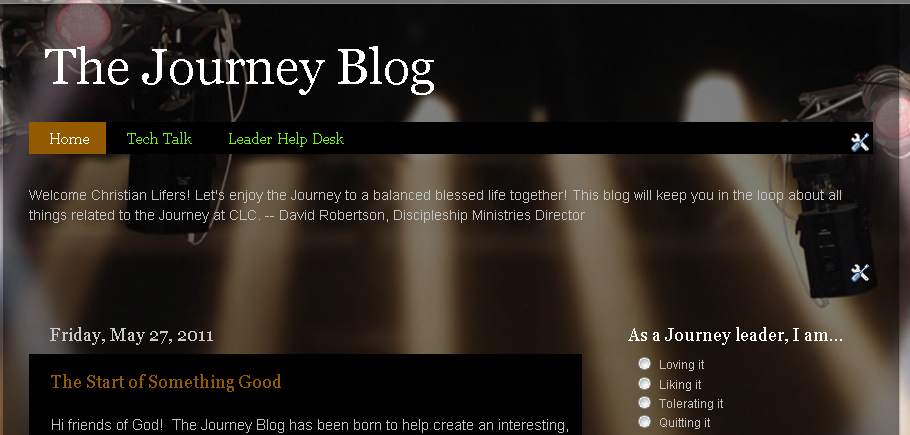 The Journey Blog
Home Tech Talk Leader Help Desk
Welcome Christian Lifers! Let's enjoy the Journey to a balanced blessed life together! This blog will keep you in the loop about all
things related to the Journey at CLC. -- David Robertson, Discipleship Ministries Director
Friday, May 27, 2011
The Start of Something Good
Hi friends of God!  The Journey Blog has been born to help create an interesting,
As a Journey leader, I am...
Loving it
Liking it
Tolerating it
Quitting it